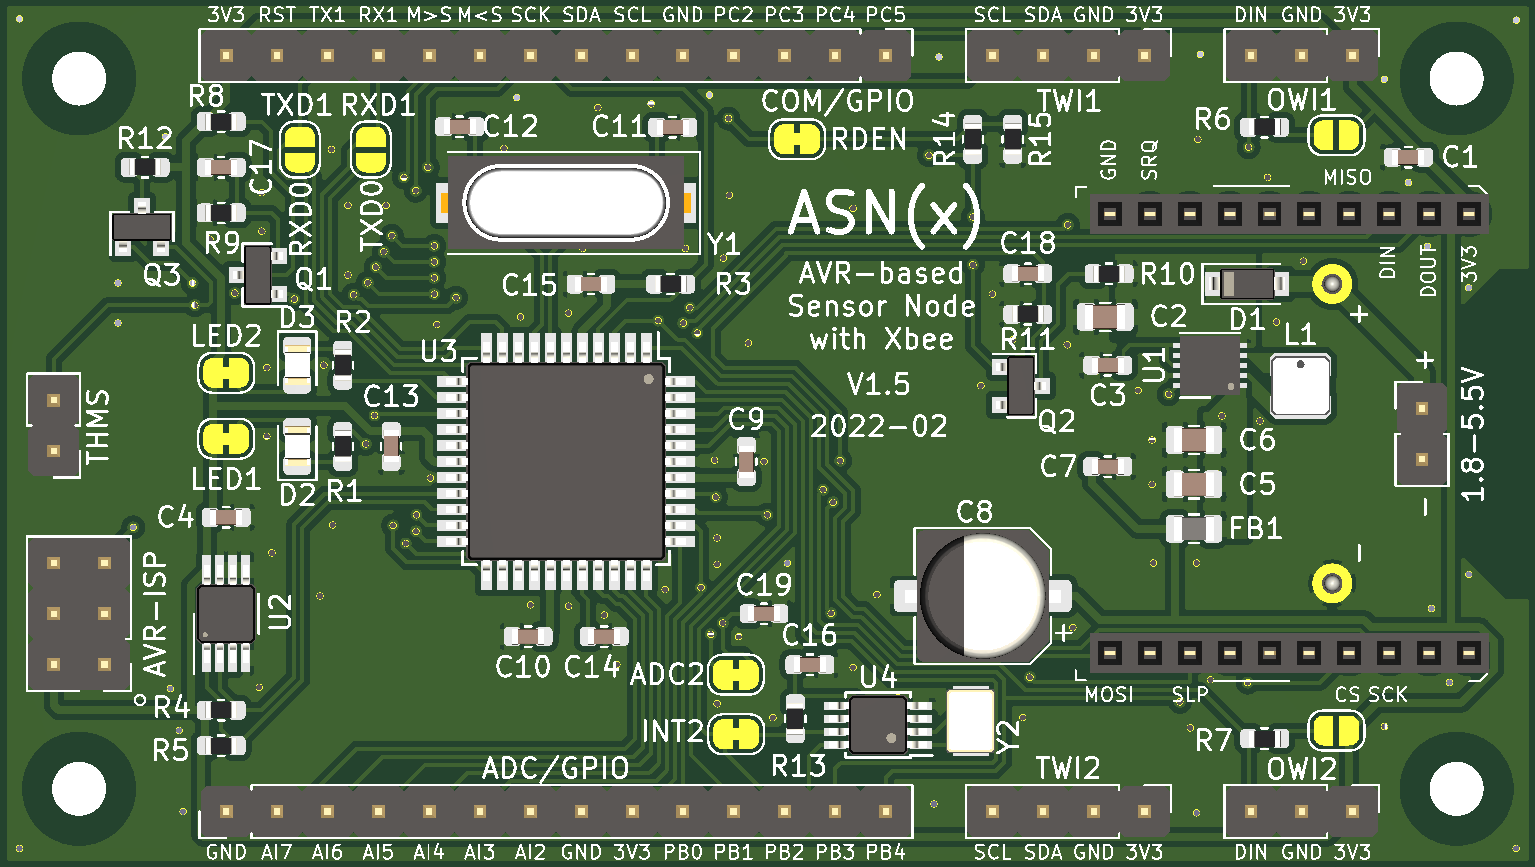 3V3 RST TX1 RX1 M>S M<S SCK SDA SCL GND PC2 PC3 PC4 PC5 SCL SDA GND 3V3 DIN GND 3V3
R8 TXD1 RXD1 C12 C11 COM/GPIO TWI1 OWI1
R12 C17 RDEN R14 R15 R6 C1
GND SRQ MISO
RXD0 TXD0 ASN(x)
R9 Q3 Q1 Y1 C18 DIN DOUT 3V3
C15 R3 AVR-based R10
Sensor Node
D3 R2 R11 C2 D1 +
LED2 U3 with Xbee U1 L1 +
C13 V1.5 C3
THMS C9 2022-02 Q2 C6 1.8-5.5V
LED1 C7
D2 R1 C5
C4 C8 FB1 -
AVR-ISP -
U2 C19
C10 C14 C16 +
ADC2 U4 MOSI SLP CS SCK
R4 INT2 Y2 R7
R5 R13
ADC/GPIO TWI2 OWI2
GND AI7 AI6 AI5 AI4 AI3 AI2 GND 3V3 PB0 PB1 PB2 PB3 PB4 SCL SDA GND 3V3 DIN GND 3V3